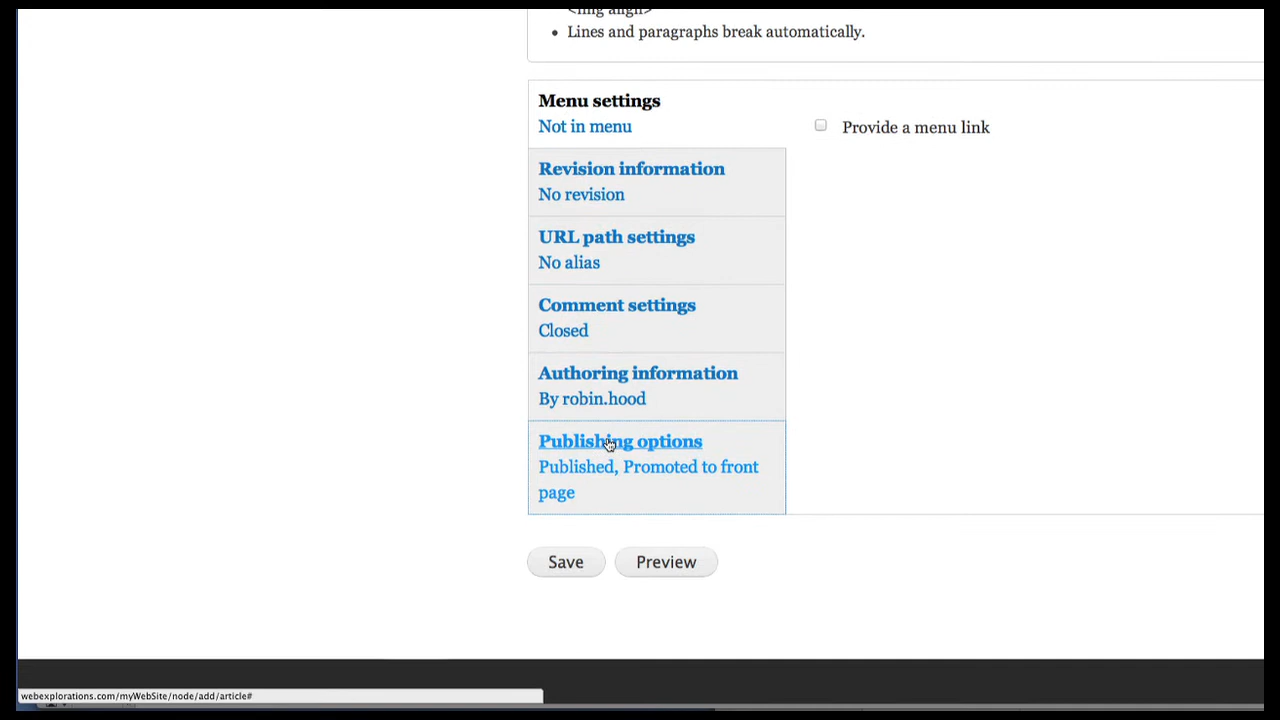 <img align>
Lines and paragraphs break automatically.
Menu settings
Not in menu
Provide a menu link
Revision information
No revision
URL path settings
No alias
Comment settings
Closed
Authoring information
By robin.hood
Publishing options
Published, Promoted to front
page
Save Preview
webexplorations.com/myWebSite/node/add/article#